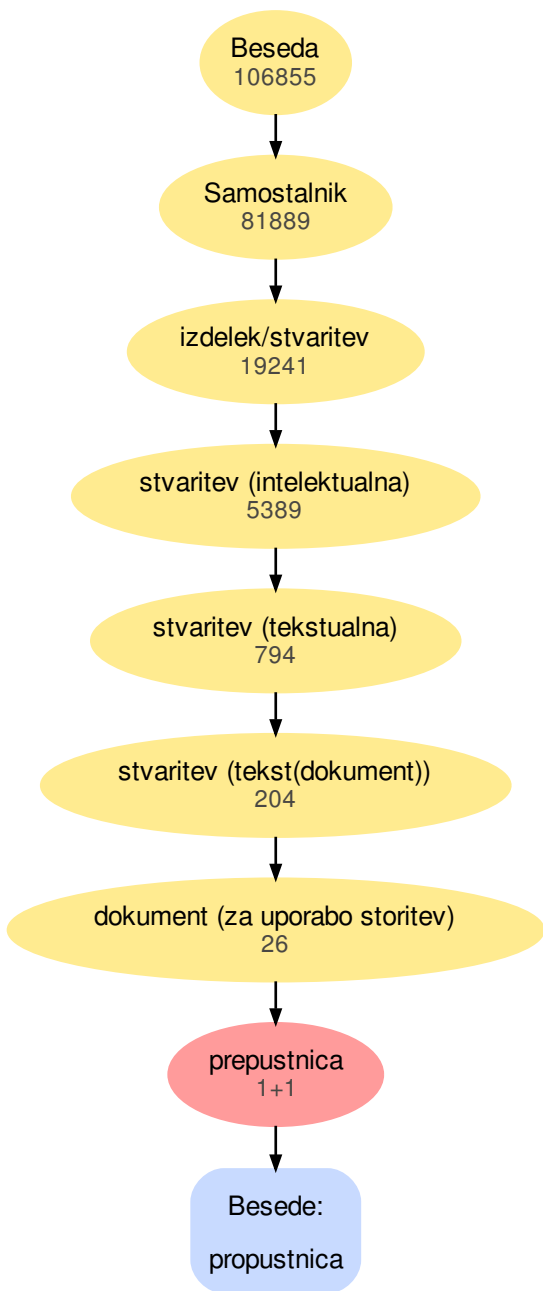 Beseda
106855
Samostalnik
81889
izdelek/stvaritev
19241
stvaritev (intelektualna)
5389
stvaritev (tekstualna)
794
stvaritev (tekst(dokument))
204
dokument (za uporabo storitev)
26
prepustnica
1+1
Besede:
propustnica